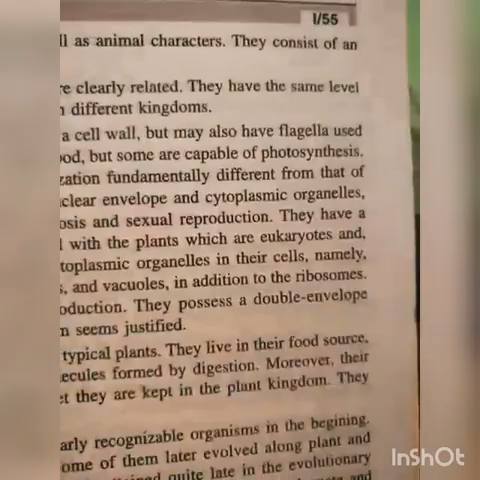 1/55
ll as animal characters. They consist of an
re clearly related. They have the same level
different kingdoms.
a cell wall, but may also have flagella used
ood, but some are capable of photosynthesis.
zation fundamentally different from that of
clear envelope and cytoplasmic organelles,
osis and sexual reproduction. They have a
with the plants which are eukaryotes and,
toplasmic organelles in their cells, namely,
s, and vacuoles, in addition to the ribosomes.
oduction. They possess a double-envelope
n seems justified.
typical plants. They live in their food source,
ecules formed by digestion. Moreover, their
et they are kept in the plant kingdom. They
arly recognizable organisms in the begining.
ome of them later evolved along plant and
quite late in the evolutionary
and
InShOt